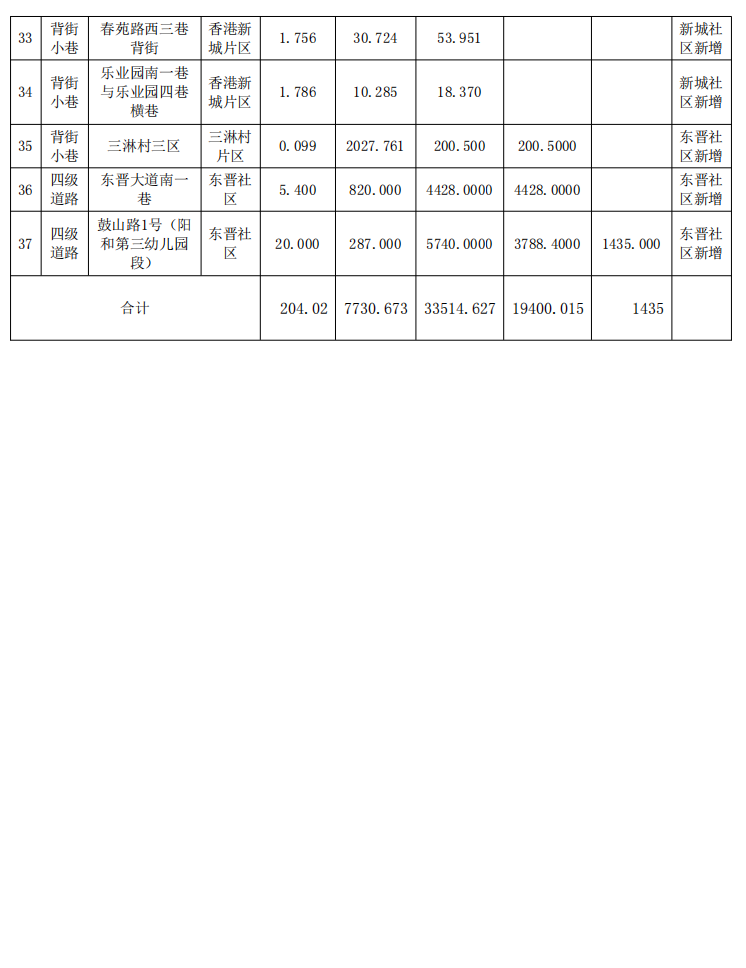 33 背街小巷 春苑路西三巷背街 香港新城片区 1.756 30.724 53.951 新城社区新增
34 背街小巷 乐业园南一巷与乐业园四巷横巷 香港新城片区 1.786 10.285 18.370 新城社区新增
35 背街小巷 三淋村三区 三淋村片区 0.099 2027.761 200.500 200.5000 东晋社区新增
36 四级道路 东晋大道南一巷 东晋社区 5.400 820.000 4428.0000 4428.0000 东晋社区新增
37 四级道路 鼓山路1号（阳和第三幼儿园段） 东晋社区 20.000 287.000 5740.0000 3788.4000 1435.000 东晋社区新增
合计 204.02 7730.673 33514.627 19400.015 1435